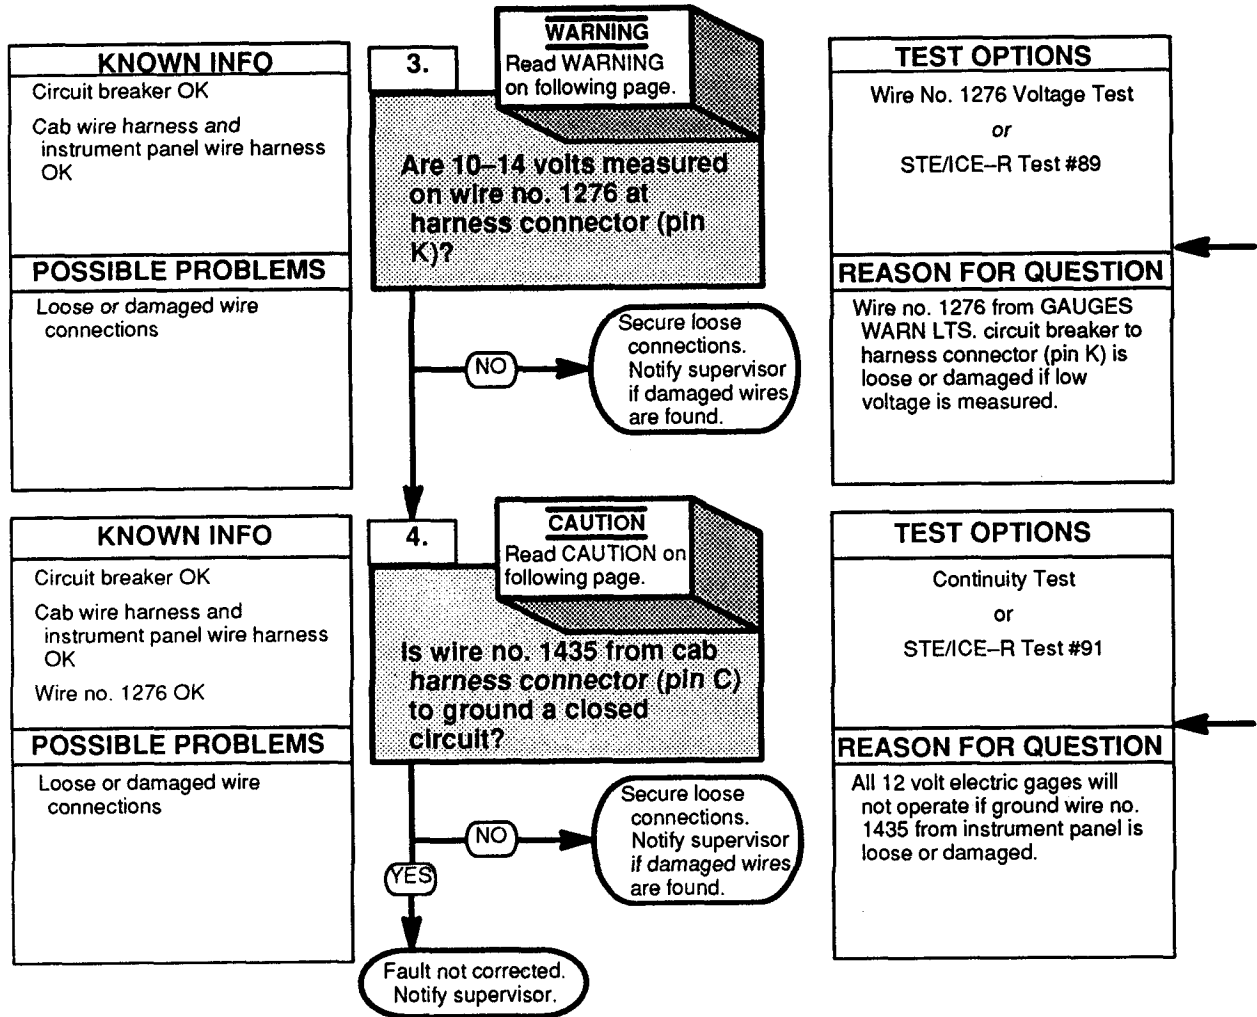 KNOWN INFO
Circuit breaker OK
Cab wire harness and
instrument panel wire harness
OK
POSSIBLE PROBLEMS
Loose or damaged wire
connections
3.
WARNING
Read WARNING
on following page.
Are 10–14 volts measured
on wire no. 1276 at
harness connector (pin
K)?
NO
Secure loose
connections.
Notify supervisor
if damaged wires
are found.
TEST OPTIONS
Wire No. 1276 Voltage Test
or
STE/ICE–R Test #89
REASON FOR QUESTION
Wire no. 1276 from GAUGES
WARN LTS. circuit breaker to
harness connector (pin K) is
loose or damaged if low
voltage is measured.
KNOWN INFO
Circuit breaker OK
Cab wire harness and
instrument panel wire harness
OK
Wire no. 1276 OK
POSSIBLE PROBLEMS
Loose or damaged wire
connections
4.
CAUTION
Read CAUTION on
following page.
Is wire no. 1435 from cab
harness connector (pin C)
to ground a closed
circuit?
NO
Secure loose
connections.
Notify supervisor
if damaged wires
are found.
YES
Fault not corrected.
Notify supervisor.
TEST OPTIONS
Continuity Test
or
STE/ICE–R Test #91
REASON FOR QUESTION
All 12 volt electric gages will
not operate if ground wire no.
1435 from instrument panel is
loose or damaged.